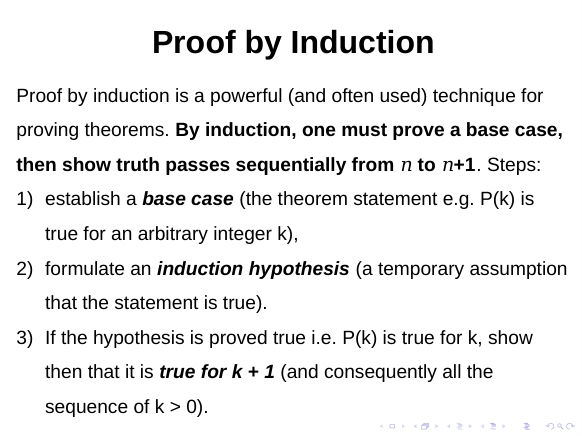 Proof by Induction
Proof by induction is a powerful (and often used) technique for
proving theorems. By induction, one must prove a base case,
then show truth passes sequentially from n to n+1. Steps:
1) establish a base case (the theorem statement e.g. P(k) is
true for an arbitrary integer k),
2) formulate an induction hypothesis (a temporary assumption
that the statement is true).
3) If the hypothesis is proved true i.e. P(k) is true for k, show
then that it is true for k + 1 (and consequently all the
sequence of k > 0).